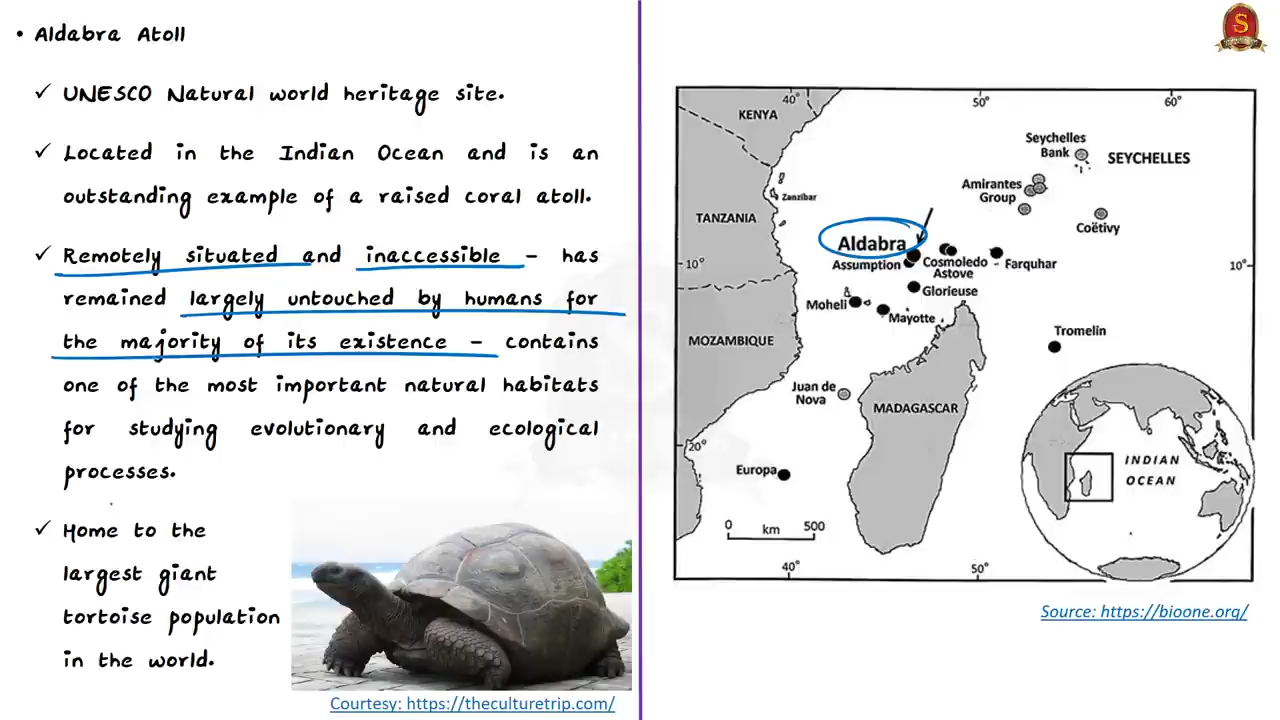 • Aldabra Atoll
✓ UNESCO Natural world heritage site.
✓ Located in the Indian Ocean and is an
outstanding example of a raised coral atoll.
✓ Remotely situated and inaccessible – has
remained largely untouched by humans for
the majority of its existence – contains
one of the most important natural habitats
for studying evolutionary and ecological
processes.
✓ Home to the
largest giant
tortoise population
in the world.
Courtesy: https://theculturetrip.com/
S
40° 50° 60°
KENYA
Seychelles
Bank
SEYCHELLES
Zanzibar
Amirantes
Group
TANZANIA
Coëtivy
Aldabra
Assumption
Cosmoledo
Astove
Farquhar
10° 10°
Glorieuse
Moheli
Mayotte
Tromelin
MOZAMBIQUE
Juan de
Nova
MADAGASCAR
20°
Europa
INDIAN
OCEAN
0 km 500
40° 50°
Source: https://bioone.org/